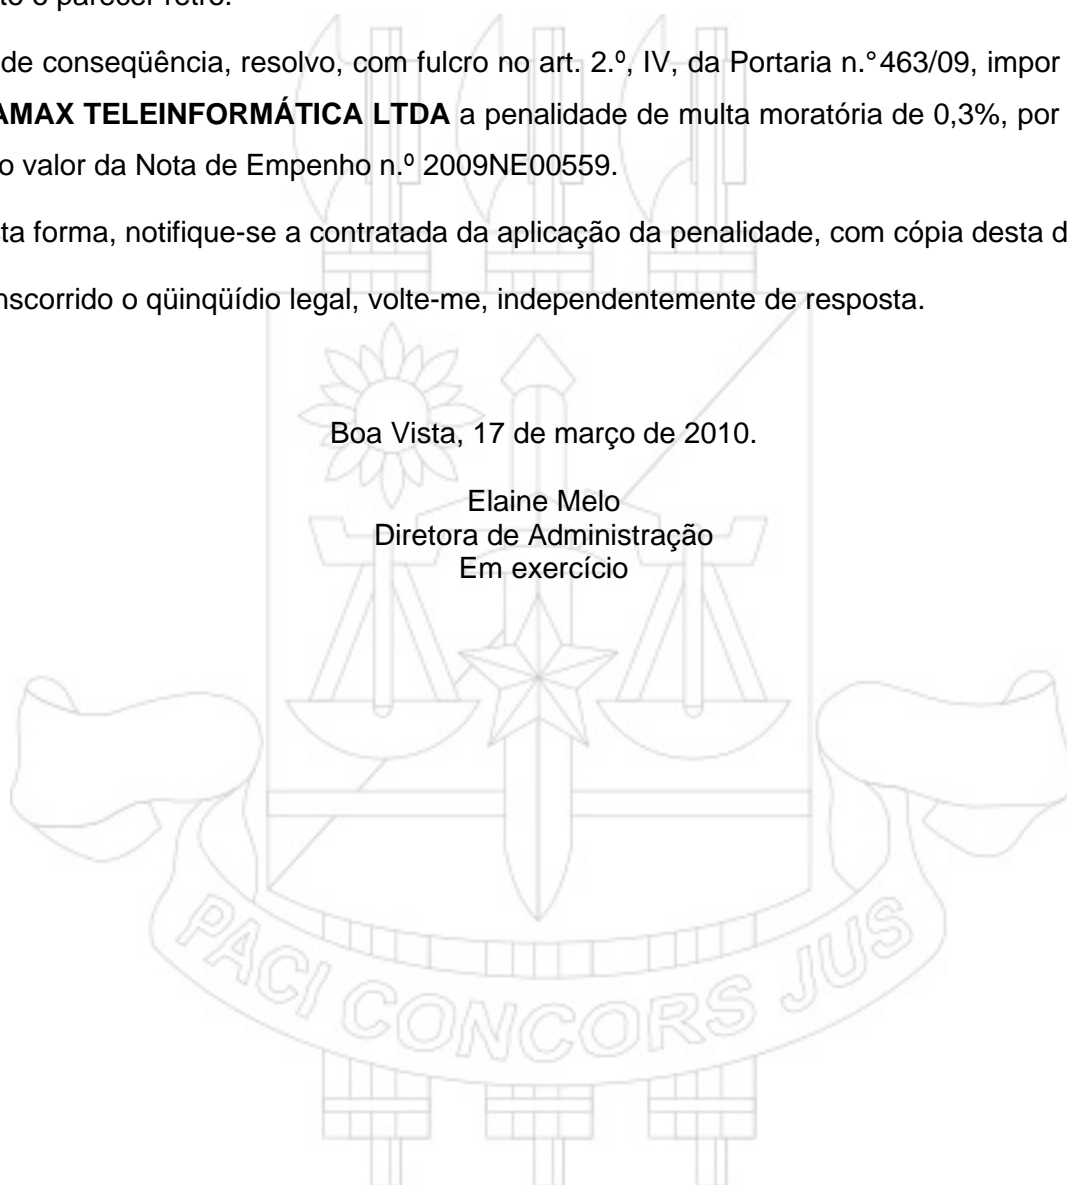 o parecer retro.
de conseqüência, resolvo, com fulcro no art. 2.º, IV, da Portaria n.° 463/09, impor
AMAX TELEINFORMÁTICA LTDA a penalidade de multa moratória de 0,3%, por
o valor da Nota de Empenho n.º 2009NE00559.
sta forma, notifique-se a contratada da aplicação da penalidade, com cópia desta d
nscorrido o qüinqüídio legal, volte-me, independentemente de resposta.
Boa Vista, 17 de março de 2010.
Elaine Melo
Diretora de Administração
Em exercício
PACI CONCORS JUS